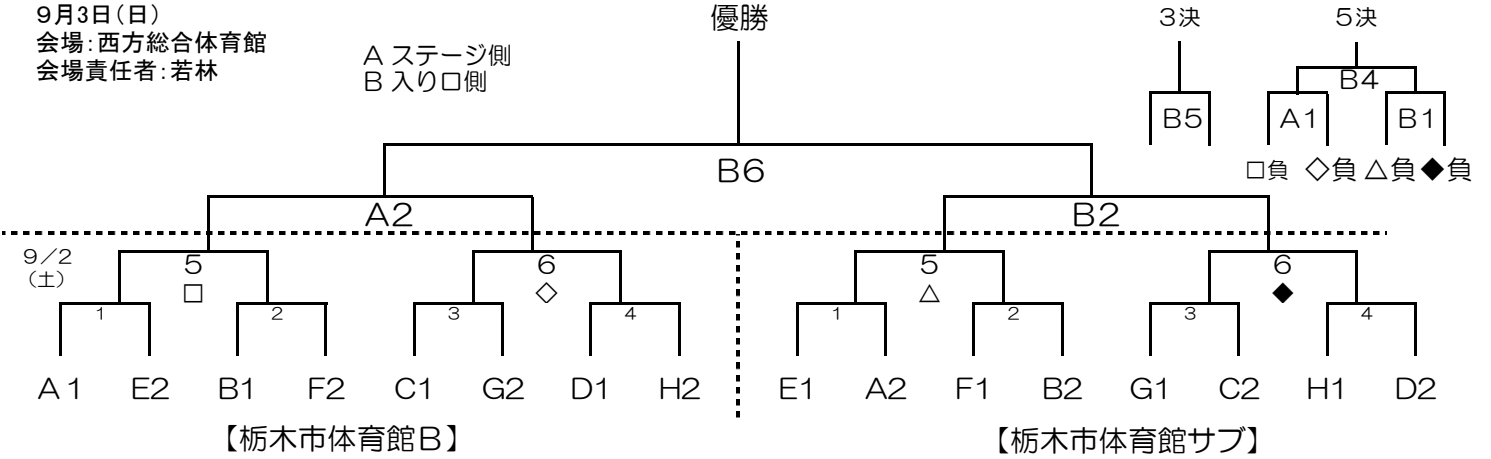 9月3日(日)
会場:西方総合体育館
会場責任者:若林
A ステージ側
B 入り口側
優勝
3決
5決
B4
B5
A1
B1
□負 ◇負 △負 ◆負
B6
A2
B2
9/2
(土)
5
6
5
6
□
◇
△
◆
1
2
3
4
1
2
3
4
A1 E2 B1 F2 C1 G2 D1 H2 E1 A2 F1 B2 G1 C2 H1 D2
【栃木市体育館B】
【栃木市体育館サブ】